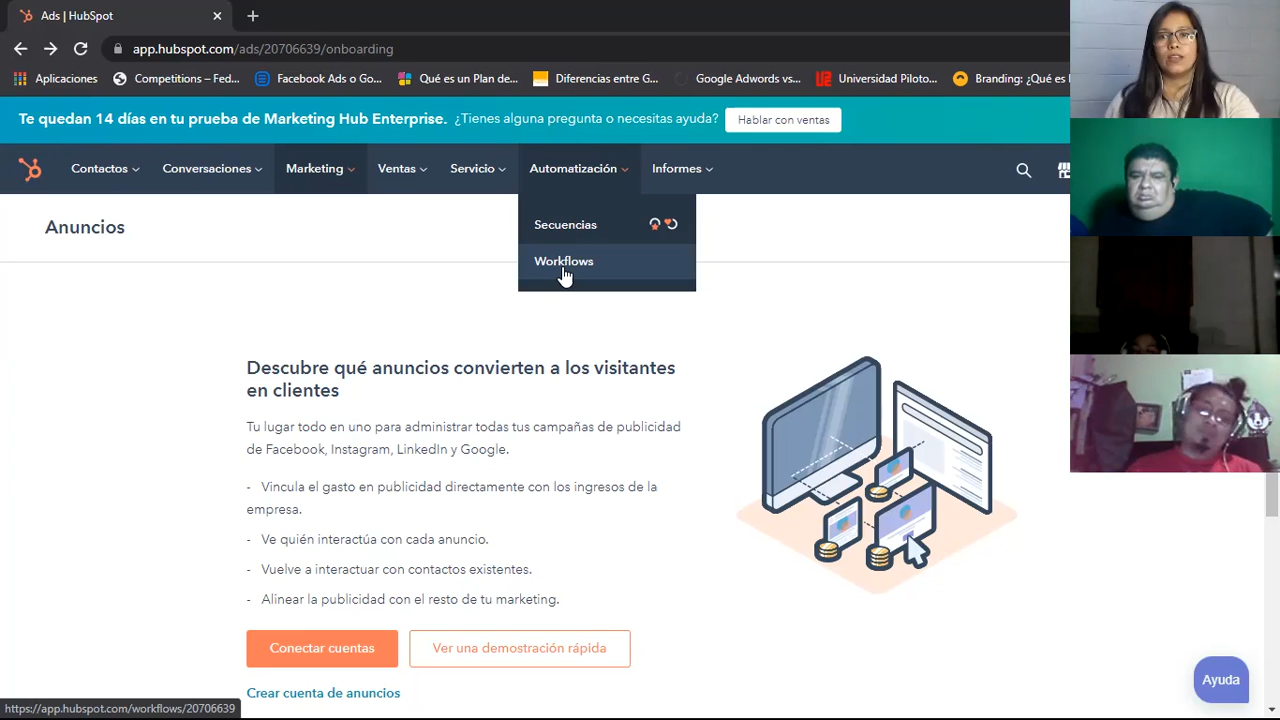 Ads | HubSpot
app.hubspot.com/ads/20706639/onboarding
Aplicaciones
Competitions – Fed...
Facebook Ads o Go...
Qué es un Plan de...
Diferencias entre G...
Google Adwords vs...
Universidad Piloto...
Branding: ¿Qué es
Te quedan 14 días en tu prueba de Marketing Hub Enterprise. ¿Tienes alguna pregunta o necesitas ayuda? Hablar con ventas
Contactos Conversaciones Marketing Ventas Servicio Automatización Informes
Secuencias
Workflows
Anuncios
Descubre qué anuncios convierten a los visitantes
en clientes
Tu lugar todo en uno para administrar todas tus campañas de publicidad
de Facebook, Instagram, LinkedIn y Google.
- Vincula el gasto en publicidad directamente con los ingresos de la
empresa.
- Ve quién interactúa con cada anuncio.
- Vuelve a interactuar con contactos existentes.
- Alinear la publicidad con el resto de tu marketing.
Conectar cuentas
Ver una demostración rápida
Crear cuenta de anuncios
Ayuda
https://app.hubspot.com/workflows/20706639